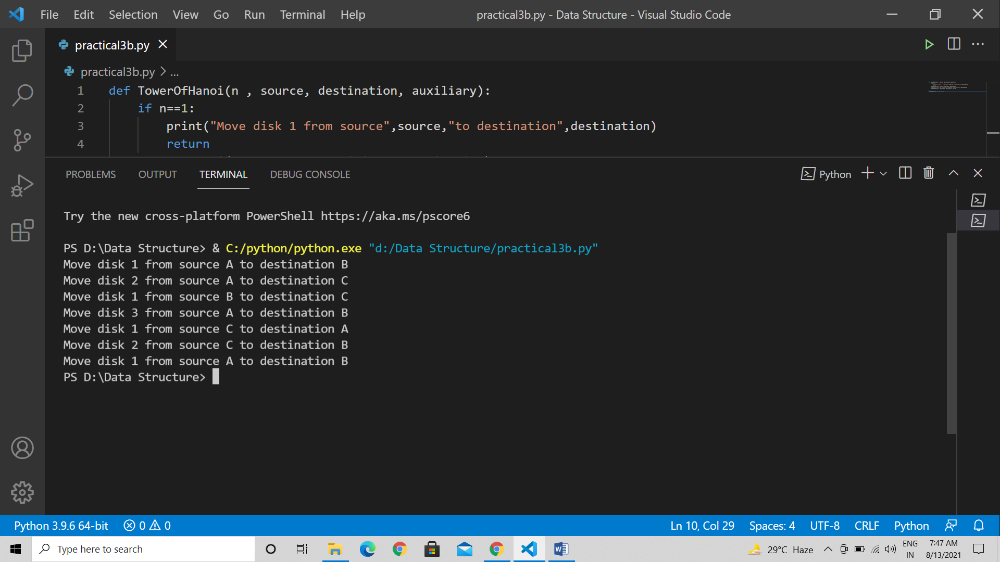 File Edit Selection View Go Run Terminal Help practical3b.py - Data Structure - Visual Studio Code
practical3b.py
practical3b.py > ...
1 def TowerOfHanoi(n , source, destination, auxiliary):
2 if n==1:
3 print("Move disk 1 from source",source,"to destination",destination)
4 return
PROBLEMS OUTPUT TERMINAL DEBUG CONSOLE Python
Try the new cross-platform PowerShell https://aka.ms/pscore6
PS D:\Data Structure> & C:/python/python.exe "d:/Data Structure/practical3b.py"
Move disk 1 from source A to destination B
Move disk 2 from source A to destination C
Move disk 1 from source B to destination C
Move disk 3 from source A to destination B
Move disk 1 from source C to destination A
Move disk 2 from source C to destination B
Move disk 1 from source A to destination B
PS D:\Data Structure>
Python 3.9.6 64-bit 0 0 Ln 10, Col 29 Spaces: 4 UTF-8 CRLF Python
Type here to search 29°C Haze ENG 7:47 AM
IN 8/13/2021